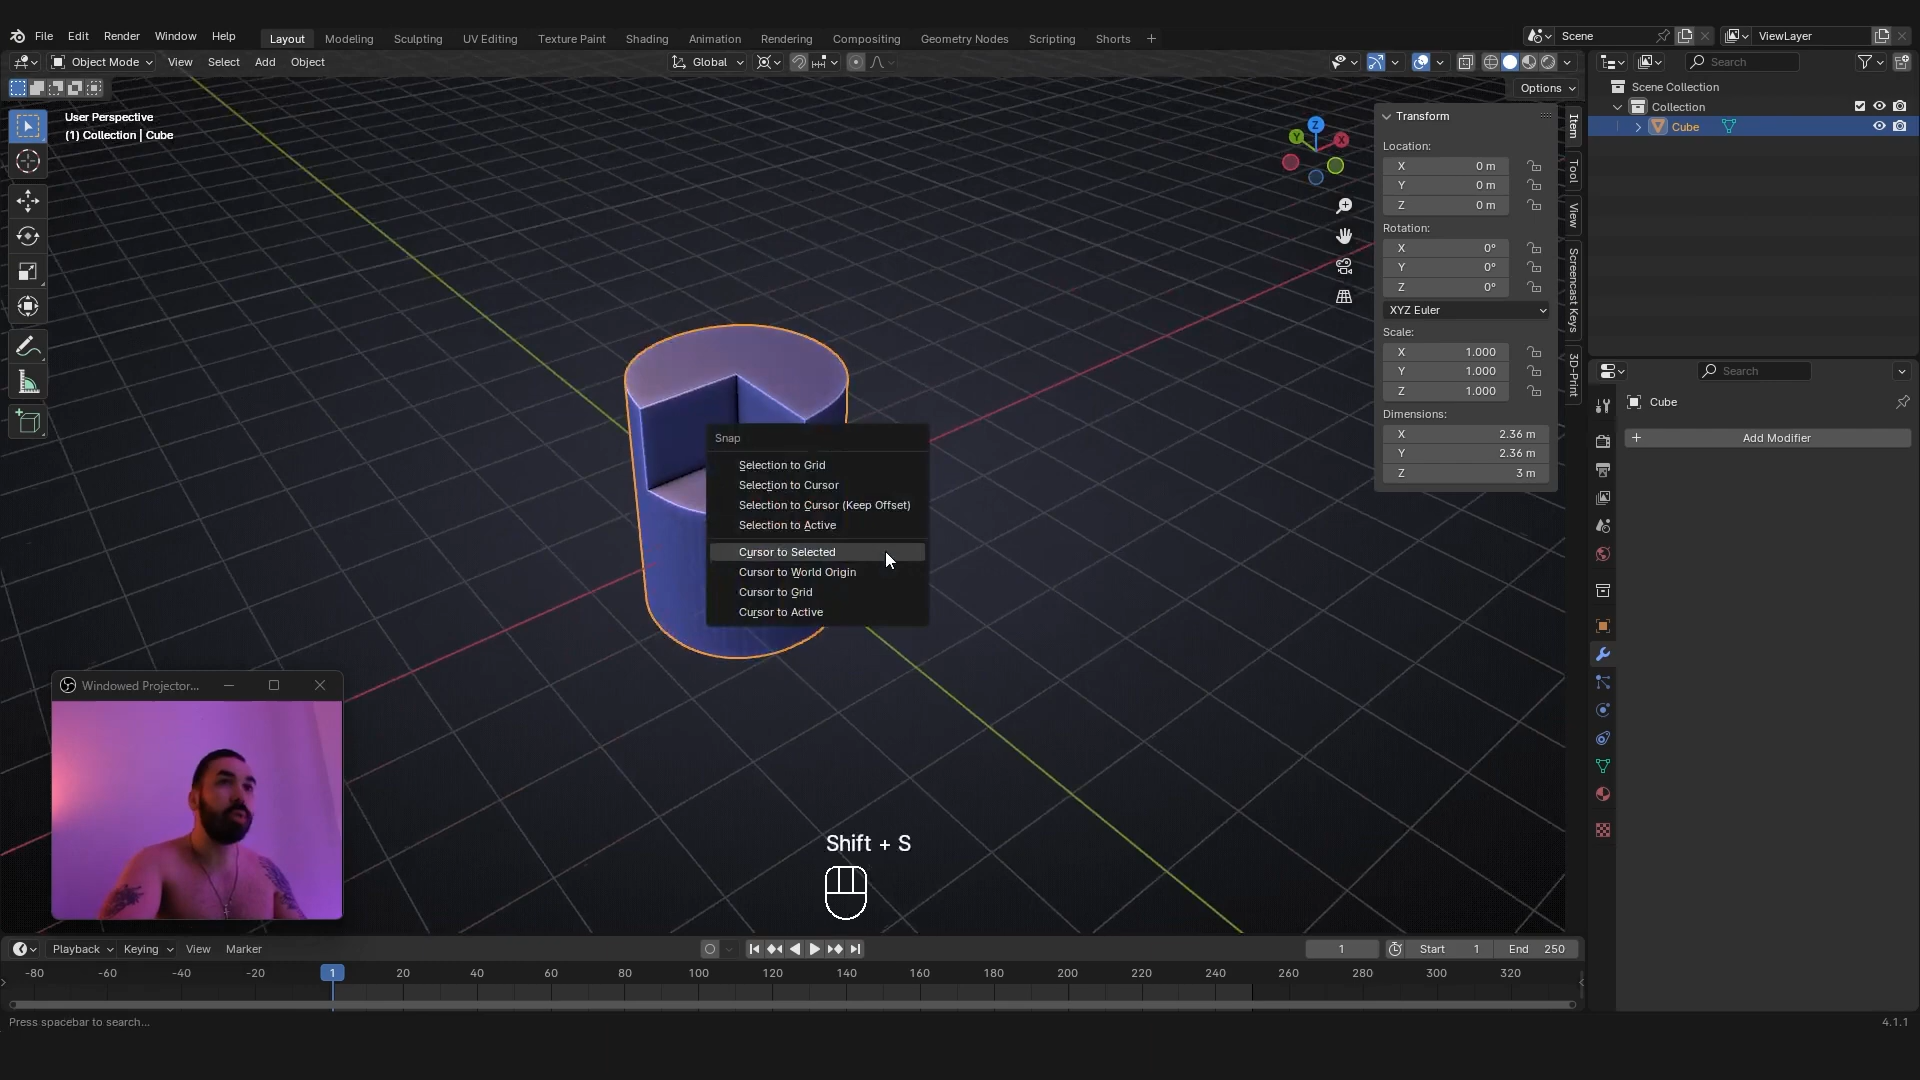 File Edit Render Window Help
Layout Modeling Sculpting UV Editing Texture Paint Shading Animation Rendering Compositing Geometry Nodes Scripting Shorts +
Scene
ViewLayer
Object Mode View Select Add Object
Global
Search
Options
User Perspective
(1) Collection | Cube
Z
Y
X
Transform
Location:
X 0 m
Y 0 m
Z 0 m
Rotation:
X 0°
Y 0°
Z 0°
XYZ Euler
Scale:
X 1.000
Y 1.000
Z 1.000
Dimensions:
X 2.36 m
Y 2.36 m
Z 3 m
Item
Tool
View
Screencast Keys
3D-Print
Scene Collection
Collection
Cube
Search
Cube
+ Add Modifier
Snap
Selection to Grid
Selection to Cursor
Selection to Cursor (Keep Offset)
Selection to Active
Cursor to Selected
Cursor to World Origin
Cursor to Grid
Cursor to Active
Windowed Projector...
Shift + S
Playback Keying View Marker
1
Start 1
End 250
-80 -60 -40 -20 1 20 40 60 80 100 120 140 160 180 200 220 240 260 280 300 320
Press spacebar to search...
4.1.1